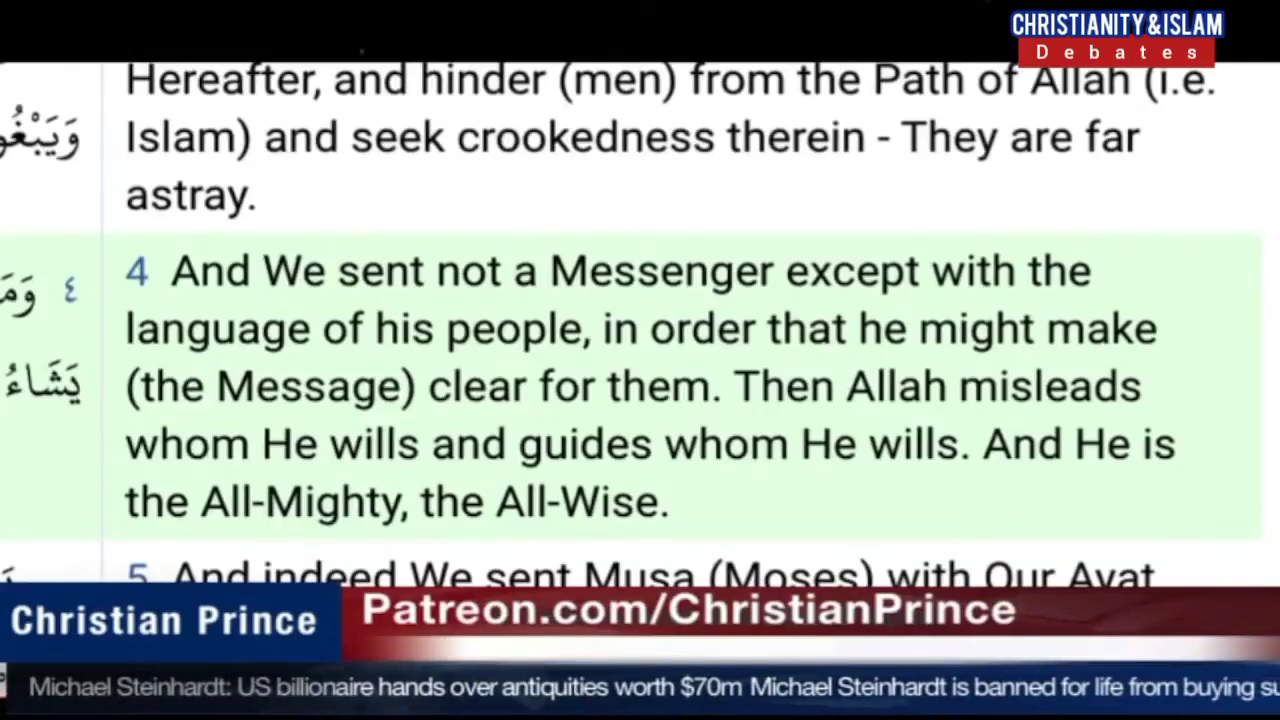 CHRISTIANITY & ISLAM
Debates
Hereafter, and hinder (men) from the Path of Allah (i.e.
Islam) and seek crookedness therein - They are far
astray.
4 And We sent not a Messenger except with the
language of his people, in order that he might make
(the Message) clear for them. Then Allah misleads
whom He wills and guides whom He wills. And He is
the All-Mighty, the All-Wise.
٤
يَشَاءُ
5 And indeed We sent Musa (Moses) with Our Ayat
Christian Prince
Patreon.com/ChristianPrince
Michael Steinhardt: US billionaire hands over antiquities worth $70m Michael Steinhardt is banned for life from buying